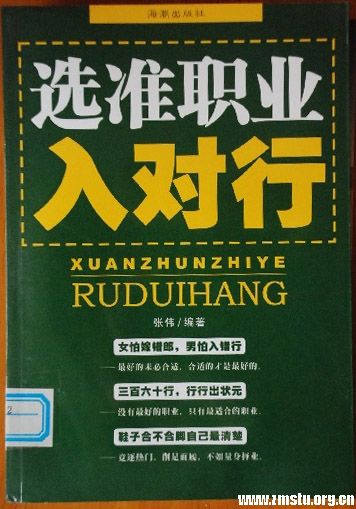 海潮出版社
选准职业
入对行
XUANZHUNZHIYE
RUDUIHANG
张伟/编著
女怕嫁错郎，男怕入错行
——最好的未必合适，合适的才是最好的。
三百六十行，行行出状元
——没有最好的职业，只有最适合的职业。
鞋子合不合脚自己最清楚
——竞逐热门，削足适履，不如量身择业。
2
www.zmstu.org.cn